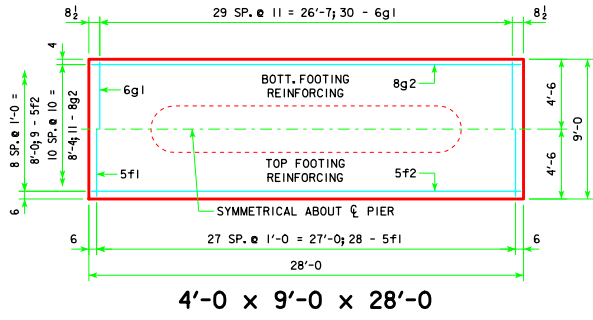 8½ 29 SP. @ 11 = 26'-7; 30 - 6g1 8½
4
BOTT. FOOTING
REINFORCING
6g1
8g2
8 SP. @ 1'-0 =
8'-0; 9 - 5f2
10 SP. @ 10 =
8'-4; 11 - 8g2
4'-6
9'-0
4'-6
TOP FOOTING
REINFORCING
5f1
5f2
6
SYMMETRICAL ABOUT ℄ PIER
6 27 SP. @ 1'-0 = 27'-0; 28 - 5f1 6
28'-0
4'-0 x 9'-0 x 28'-0